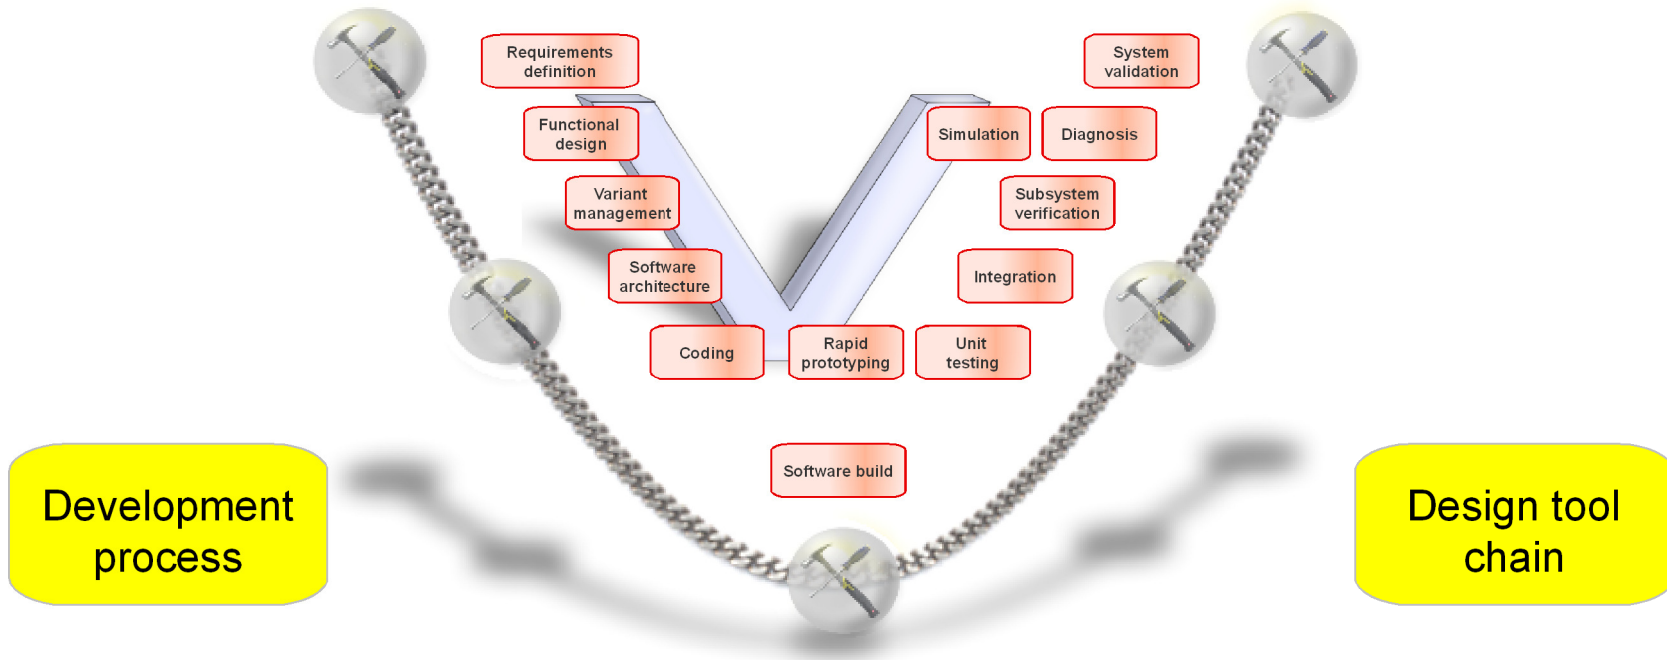 Requirements
definition
System
validation
Functional
design
Simulation
Diagnosis
Variant
management
Subsystem
verification
Software
architecture
Integration
Coding
Rapid
prototyping
Unit
testing
Software build
Development
process
Design tool
chain